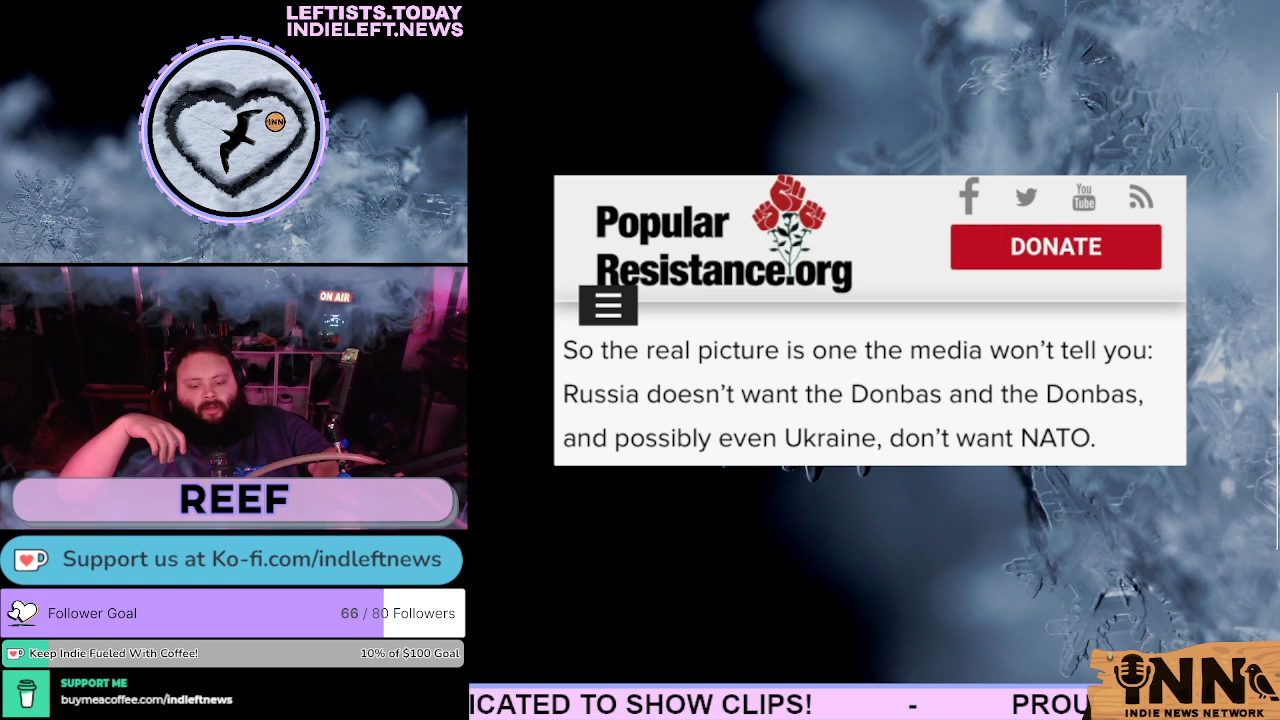 LEFTISTS.TODAY
INDIELEFT.NEWS
INN
ON AIR
REEF
Support us at Ko-fi.com/indleftnews
Follower Goal
66 / 80 Followers
Keep Indie Fueled With Coffee!
10% of $100 Goal
SUPPORT ME
buymeacoffee.com/indleftnews
Popular
Resistance.org
You
Tube
DONATE
So the real picture is one the media won't tell you:
Russia doesn't want the Donbas and the Donbas,
and possibly even Ukraine, don't want NATO.
ICATED TO SHOW CLIPS!
-
PROU
INN
INDIE NEWS NETWORK